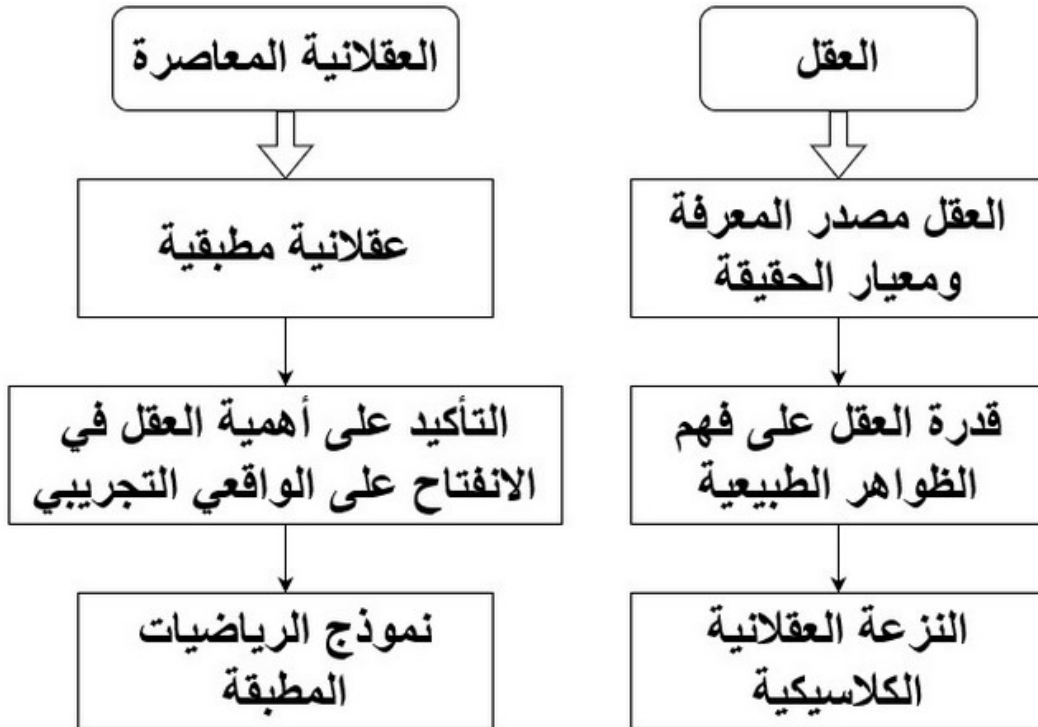 العقل
العقل مصدر المعرفة
ومعيار الحقيقة
قدرة العقل على فهم
الظواهر الطبيعية
النزعة العقلانية
الكلاسيكية
العقلانية المعاصرة
عقلانية مطبقية
التأكيد على أهمية العقل في
الانفتاح على الواقعي التجريبي
نموذج الرياضيات
المطبقة